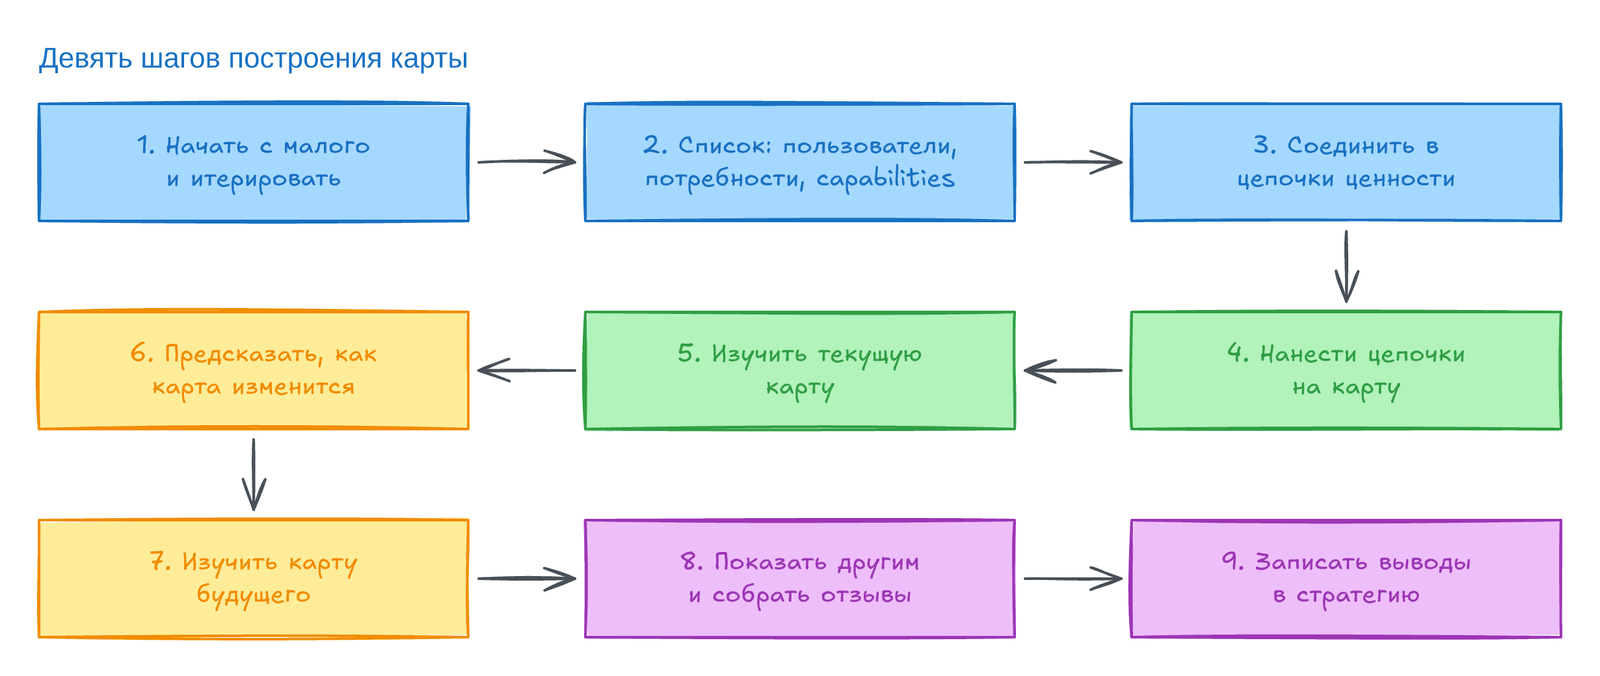 Девять шагов построения карты
1. Начать с малого
и итерировать
2. Список: пользователи,
потребности, capabilities
3. Соединить в
цепочки ценности
4. Нанести цепочки
на карту
5. Изучить текущую
карту
6. Предсказать, как
карта изменится
7. Изучить карту
будущего
8. Показать другим
и собрать отзывы
9. Записать выводы
в стратегию